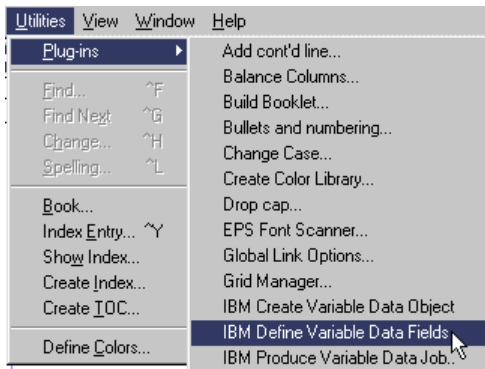 Utilities View Window Help
Plug-ins
Find... ^F
Find Next ^G
Change... ^H
Spelling... ^L
Book...
Index Entry... ^Y
Show Index...
Create Index...
Create TOC...
Define Colors...
Add cont'd line...
Balance Columns...
Build Booklet...
Bullets and numbering...
Change Case...
Create Color Library...
Drop cap...
EPS Font Scanner...
Global Link Options...
Grid Manager...
IBM Create Variable Data Object
IBM Define Variable Data Fields
IBM Produce Variable Data Job..